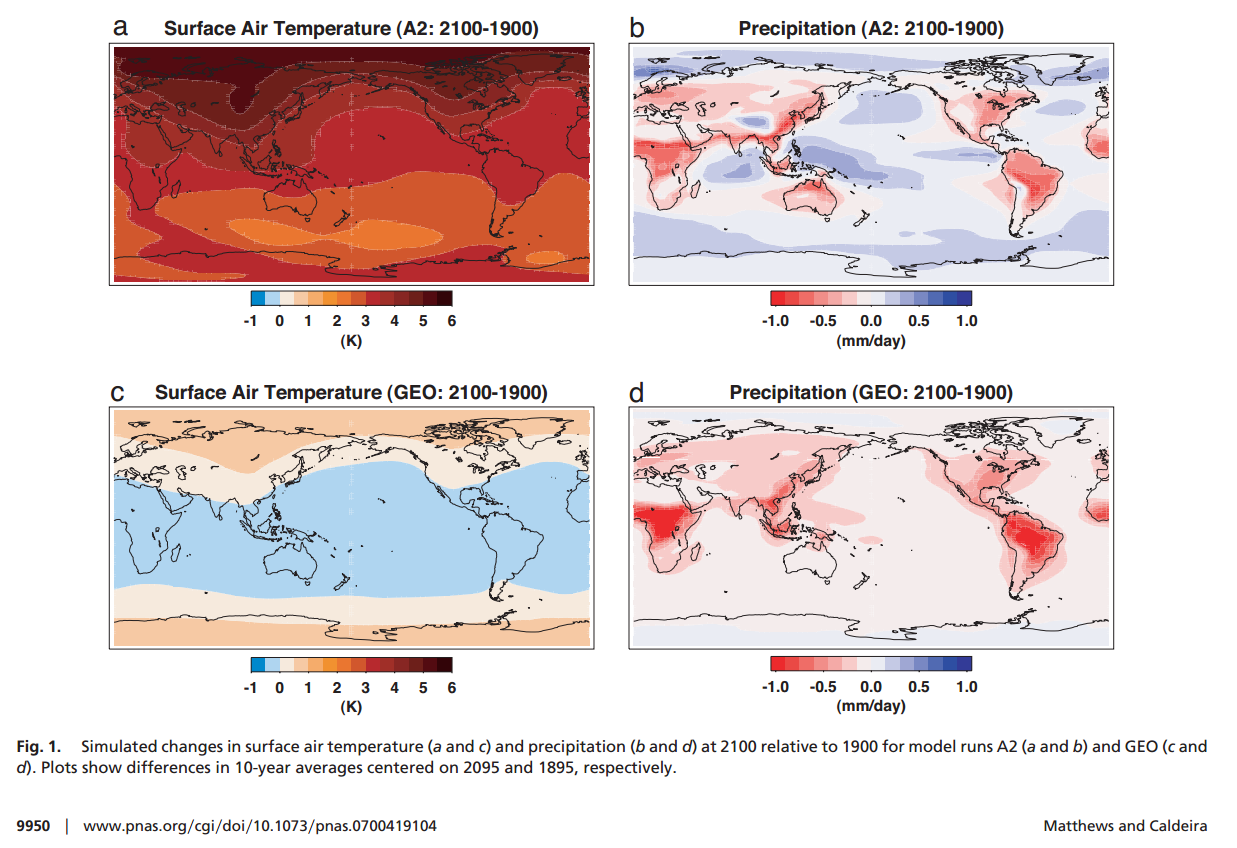 a Surface Air Temperature (A2: 2100-1900)
b Precipitation (A2: 2100-1900)
-1 0 1 2 3 4 5 6
(K)
-1.0 -0.5 0.0 0.5 1.0
(mm/day)
c Surface Air Temperature (GEO: 2100-1900)
d Precipitation (GEO: 2100-1900)
-1 0 1 2 3 4 5 6
(K)
-1.0 -0.5 0.0 0.5 1.0
(mm/day)
Fig. 1. Simulated changes in surface air temperature (a and c) and precipitation (b and d) at 2100 relative to 1900 for model runs A2 (a and b) and GEO (c and
d). Plots show differences in 10-year averages centered on 2095 and 1895, respectively.
9950 | www.pnas.org/cgi/doi/10.1073/pnas.0700419104
Matthews and Caldeira